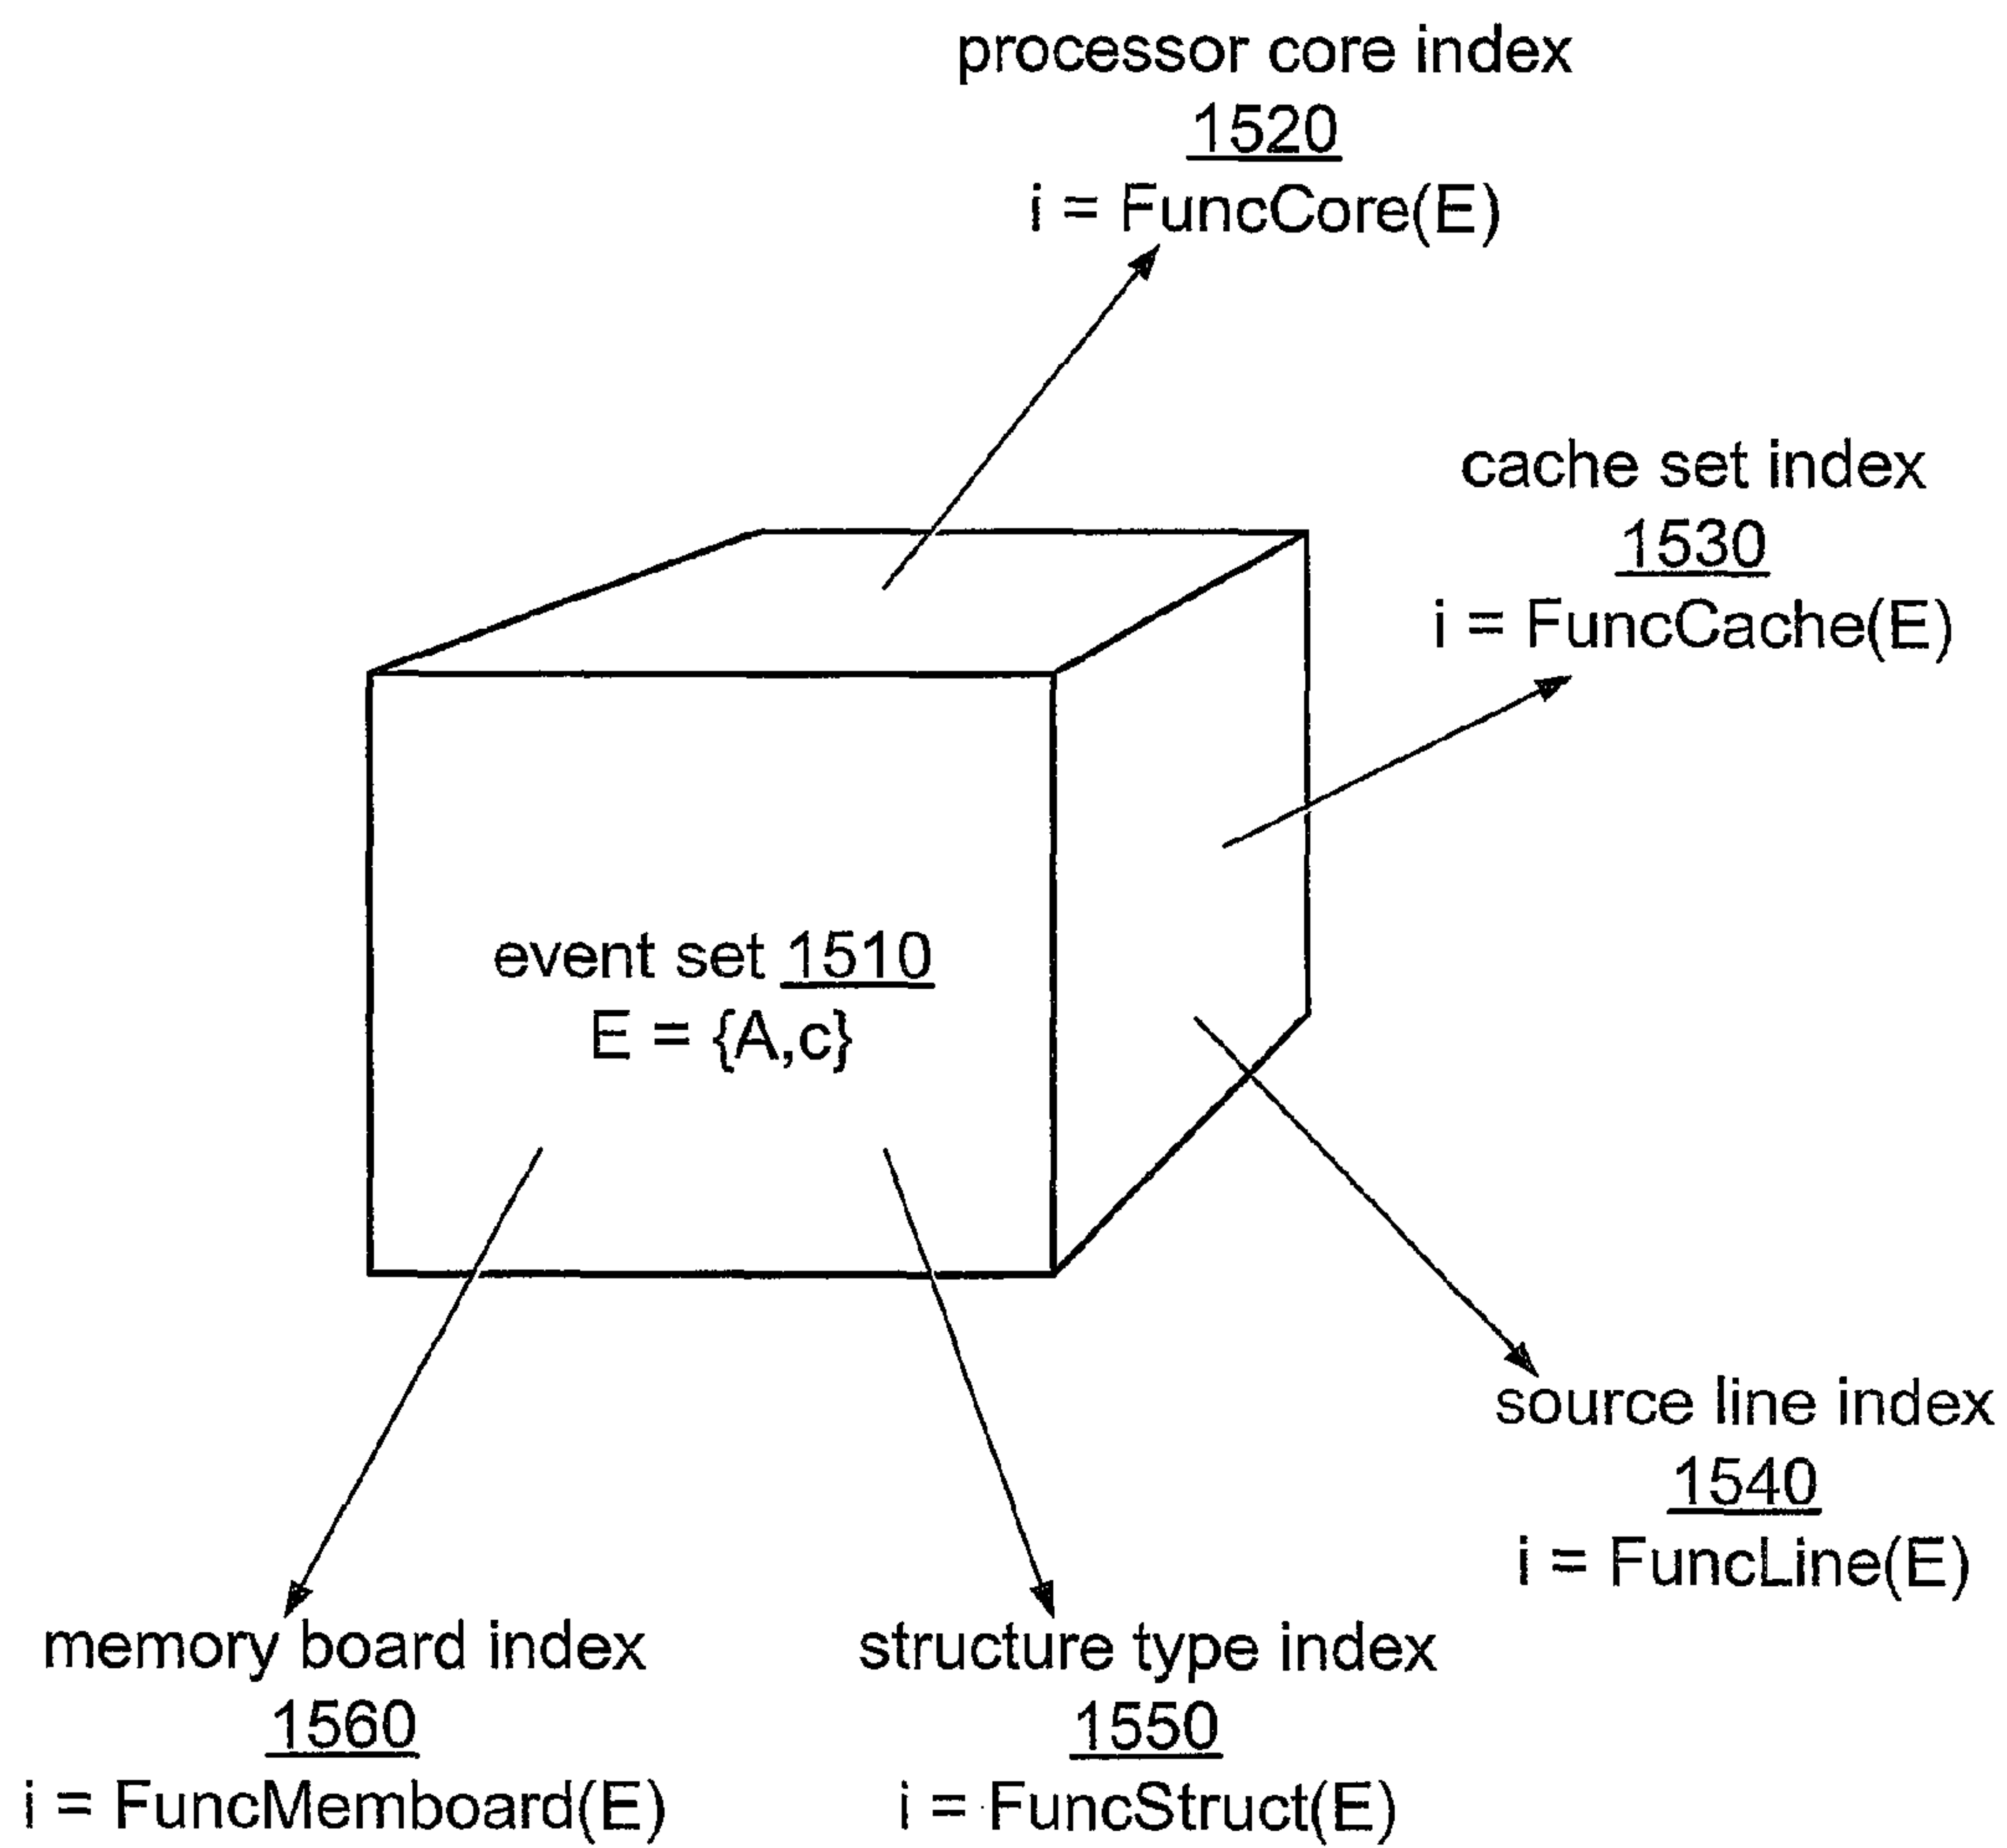 processor core index
1520
i = FuncCore(E)
cache set index
1530
i = FuncCache(E)
event set 1510
E = {A,c}
source line index
1540
i = FuncLine(E)
memory board index
1560
i = FuncMemboard(E)
structure type index
1550
i = FuncStruct(E)